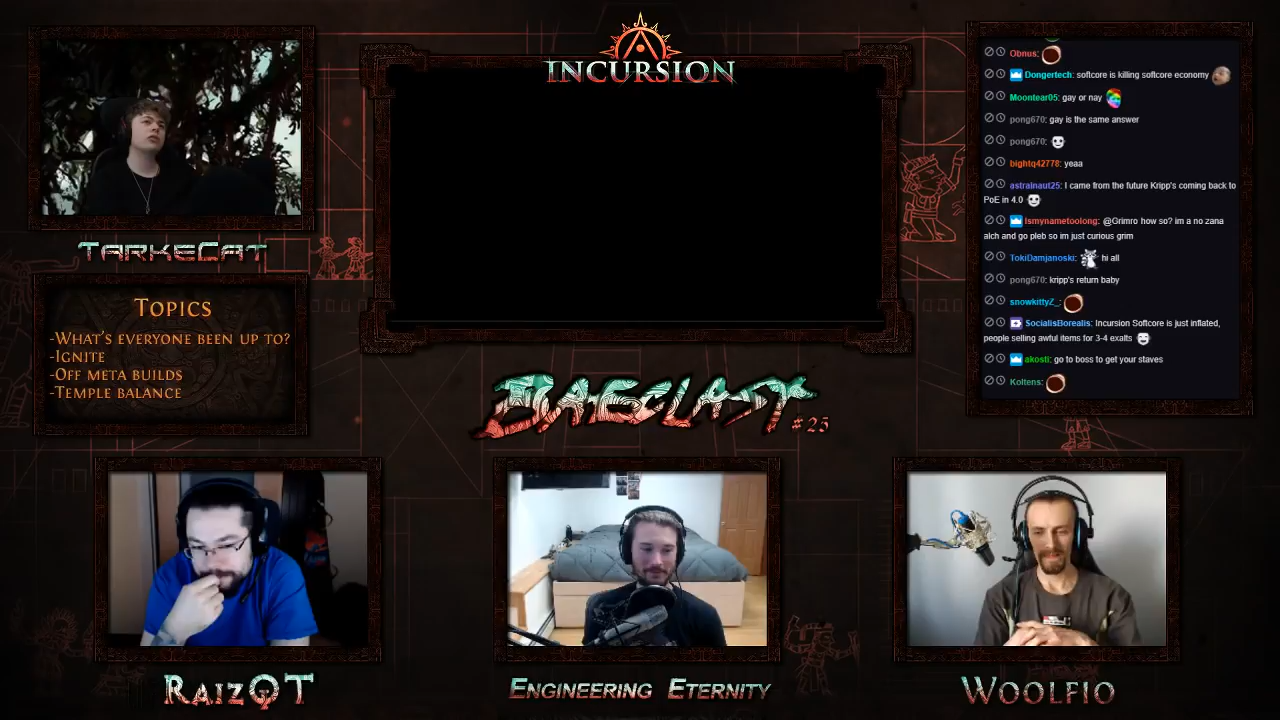 INCURSION
TARKECAT
TOPICS
-WHAT'S EVERYONE BEEN UP TO?
-IGNITE
-OFF META BUILDS
-TEMPLE BALANCE
Obnus:
Dongertech: softcore is killing softcore economy
Moontear05: gay or nay
pong670: gay is the same answer
pong670:
bightq42778: yeaa
astralnaut25: I came from the future Kripp's coming back to
PoE in 4.0
Ismynametoolong: @Grimro how so? im a no zana
alch and go pleb so im just curious grim
TokiDamjanoski: hi all
pong670: kripp's return baby
snowkittyZ_:
SocialisBorealis: Incursion Softcore is just inflated,
people selling awful items for 3-4 exalts
akosti: go to boss to get your staves
Koltens:
BAECLAST
#25
RAIZQT
ENGINEERING ETERNITY
WOOLFIO